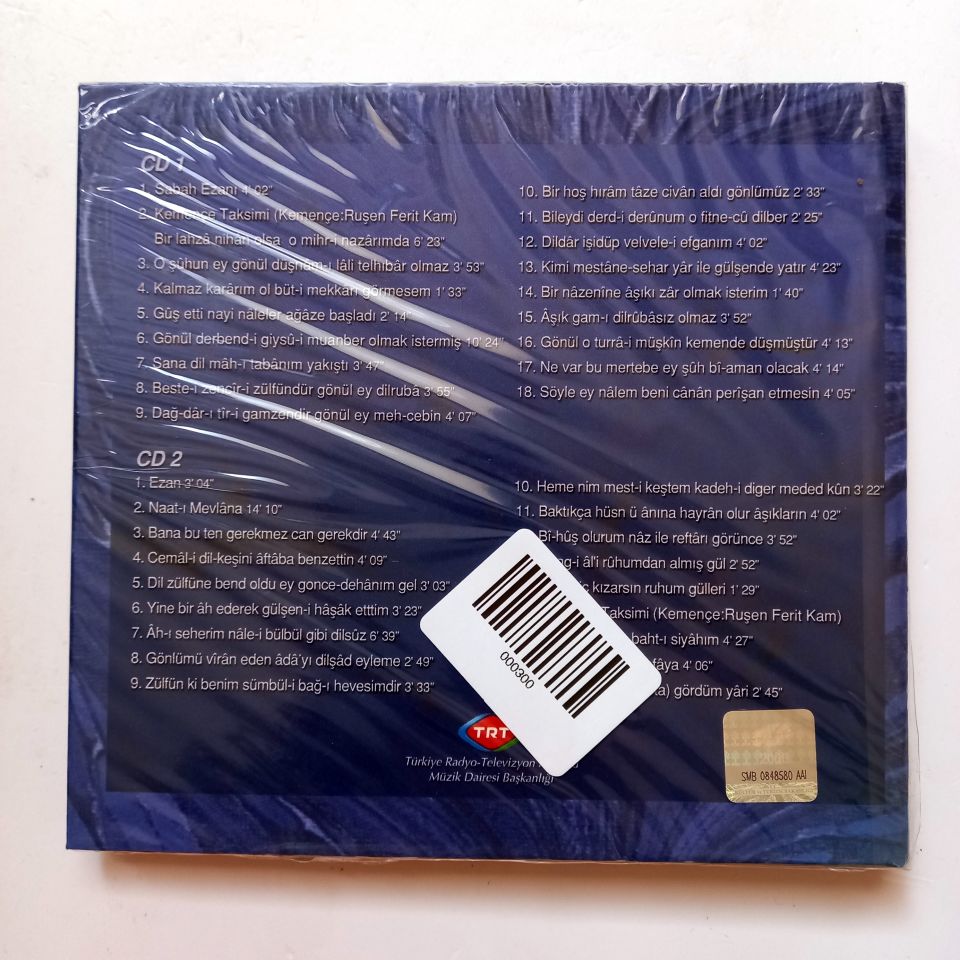 CD 1
1. Sabah Ezanı 4' 02"
2. Kemençe Taksimi (Kemençe:Ruşen Ferit Kam)
Bir lahzâ nihan olsa o mihr-i nazârımda 6' 23"
3. O şûhun ey gönül düşnâm-ı lâli telhıbâr olmaz 3' 53"
4. Kalmaz karârım ol büt-i mekkarı görmesem 1' 33"
5. Gûş etti nayi nâleler ağâze başladı 2' 14"
6. Gönül derbend-i giysû-i muanber olmak istermiş 10' 24"
7. Sana dil mâh-ı tabânım yakıştı 3' 47"
8. Beste-i zencîr-i zülfündür gönül ey dilrubâ 3' 55"
9. Dağ-dâr-ı tîr-i gamzendir gönül ey meh-cebin 4' 07"
10. Bir hoş hırâm tâze civân aldı gönlümüz 2' 33"
11. Bileydi derd-i derûnum o fitne-cû dilber 2' 25"
12. Dildâr işidüp velvele-i efganım 4' 02"
13. Kimi mestâne-sehar yâr ile gülşende yatır 4' 23"
14. Bir nâzenîne âşıkı zâr olmak isterim 1' 40"
15. Âşık gam-ı dilrûbâsız olmaz 3' 52"
16. Gönül o turrâ-i müşkîn kemende düşmüştür 4' 13"
17. Ne var bu mertebe ey şûh bî-aman olacak 4' 14"
18. Söyle ey nâlem beni cânân perîşan etmesin 4' 05"
CD 2
1. Ezan 3' 04"
2. Naat-ı Mevlâna 14' 10"
3. Bana bu ten gerekmez can gerekdir 4' 43"
4. Cemâl-i dil-keşini âftâba benzettin 4' 09"
5. Dil zülfüne bend oldu ey gonce-dehânım gel 3' 03"
6. Yine bir âh ederek gülşen-i hâşâk etttim 3' 23"
7. Âh-ı seherim nâle-i bülbül gibi dilsûz 6' 39"
8. Gönlümü vîrân eden âdâ'yı dilşâd eyleme 2' 49"
9. Zülfün ki benim sümbül-i bağ-ı hevesimdir 3' 33"
10. Heme nim mest-i keştem kadeh-i diger meded kûn 3' 22"
11. Baktıkça hüsn ü ânına hayrân olur âşıkların 4' 02"
Bî-hûş olurum nâz ile reftârı görünce 3' 52"
âl'i rûhumdan almış gül 2' 52"
kızarsın ruhum gülleri 1' 29"
Taksimi (Kemençe:Ruşen Ferit Kam)
baht-ı siyâhım 4' 27"
4' 06"
gördüm yâri 2' 45"
000300
TRT
Türkiye Radyo-Televizyon
Müzik Dairesi Başkanlığı
SMB 0848580 AAI